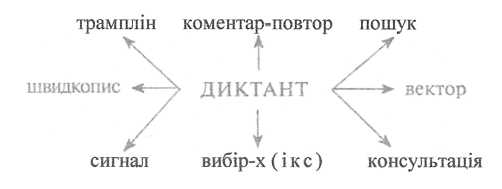 трамплін коментар-повтор пошук
швидкопис ДИКТАНТ вектор
сигнал вибір-х (ікс) консультація